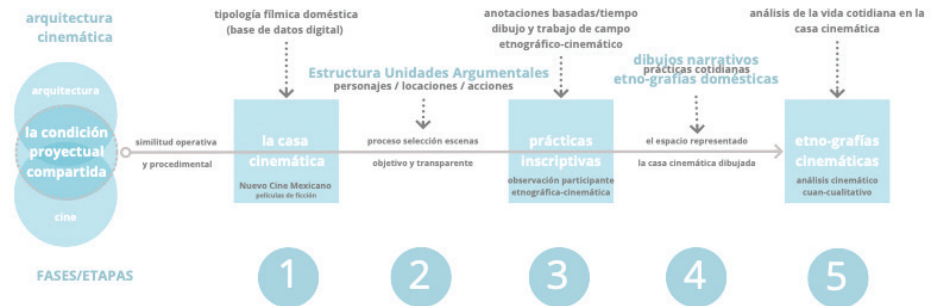 arquitectura
cinemática
arquitectura
la condición
proyectual
compartida
cine
similitud operativa
y procedimental
tipología fílmica doméstica
(base de datos digital)
la casa
cinemática
Nuevo Cine Mexicano
películas de ficción
Estructura Unidades Argumentales
personajes / locaciones / acciones
proceso selección escenas
objetivo y transparente
anotaciones basadas/tiempo
dibujo y trabajo de campo
etnográfico-cinemático
prácticas
inscriptivas
observación participante
etnográfica-cinemática
dibujos narrativos
prácticas cotidianas
etno-grafías domésticas
el espacio representado
la casa cinemática dibujada
análisis de la vida cotidiana en la
casa cinemática
etno-grafías
cinemáticas
análisis cinemático
cuan-cualitativo
FASES/ETAPAS
1
2
3
4
5